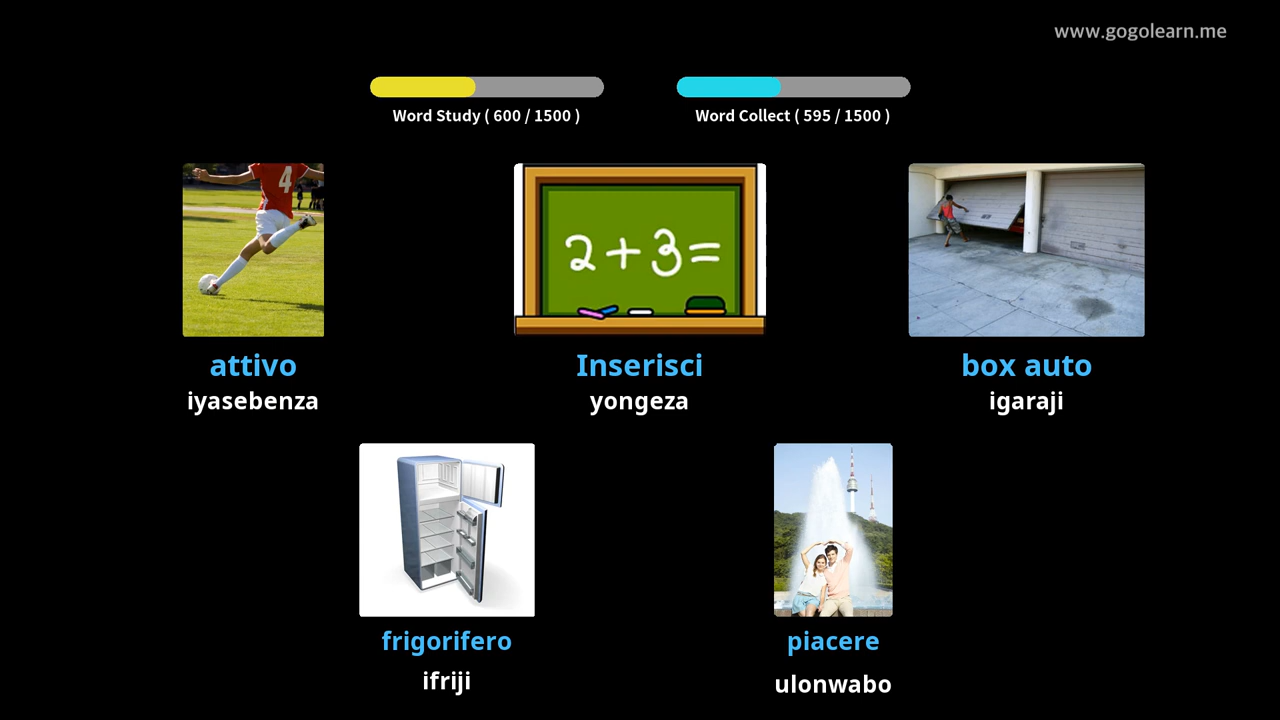 www.gogolearn.me
Word Study ( 600 / 1500 )
Word Collect ( 595 / 1500 )
4
2+3=
attivo
iyasebenza
Inserisci
yongeza
box auto
igaraji
frigorifero
ifriji
piacere
ulonwabo